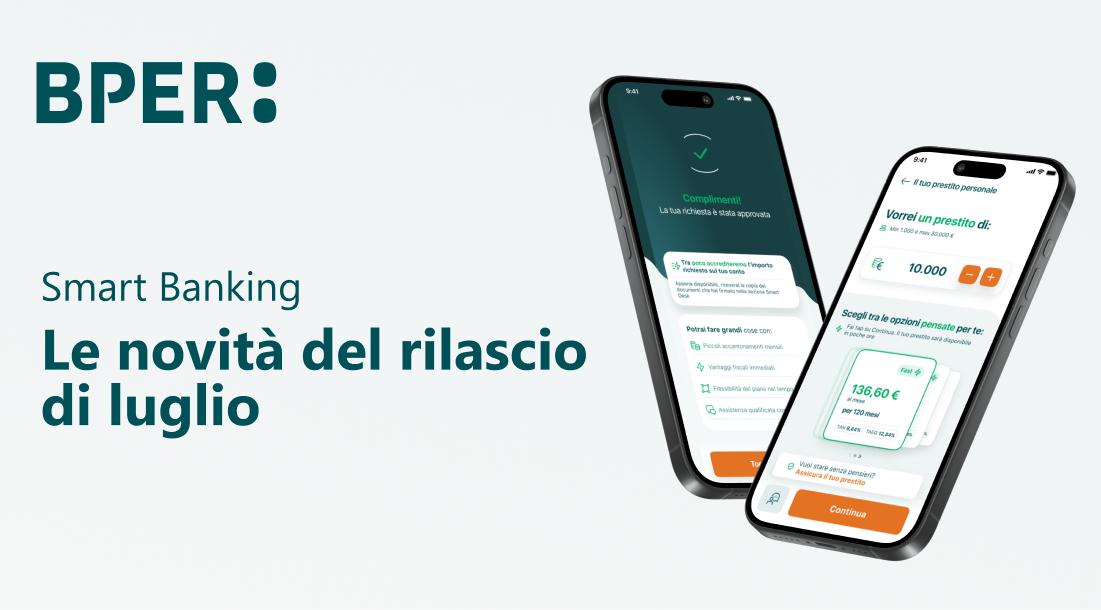 BPER:
Smart Banking
Le novità del rilascio
di luglio
9:41
Complimenti!
La tua richiesta è stata approvata
Tra poco accrediteremo l'importo
richiesto sul tuo conto
Appena disponibile, riceverai la copia dei
documenti che hai firmato nella sezione Smart
Desk
Potrai fare grandi cose con:
Piccoli accantonamenti mensili
Vantaggi fiscali immediati
Flessibilità del piano nel tempo
Assistenza qualificata
9:41
Il tuo prestito personale
Vorrei un prestito di:
Min 1.000 e max 30.000 €
10.000
Scegli tra le opzioni pensate per te:
Fai tap su Continua. Il tuo prestito sarà disponibile
in poche ore
Fast
136,60 €
al mese
per 120 mesi
TAN 8,84% TAEG 12,84%
Vuoi stare senza pensieri?
Assicura il tuo prestito
Continua